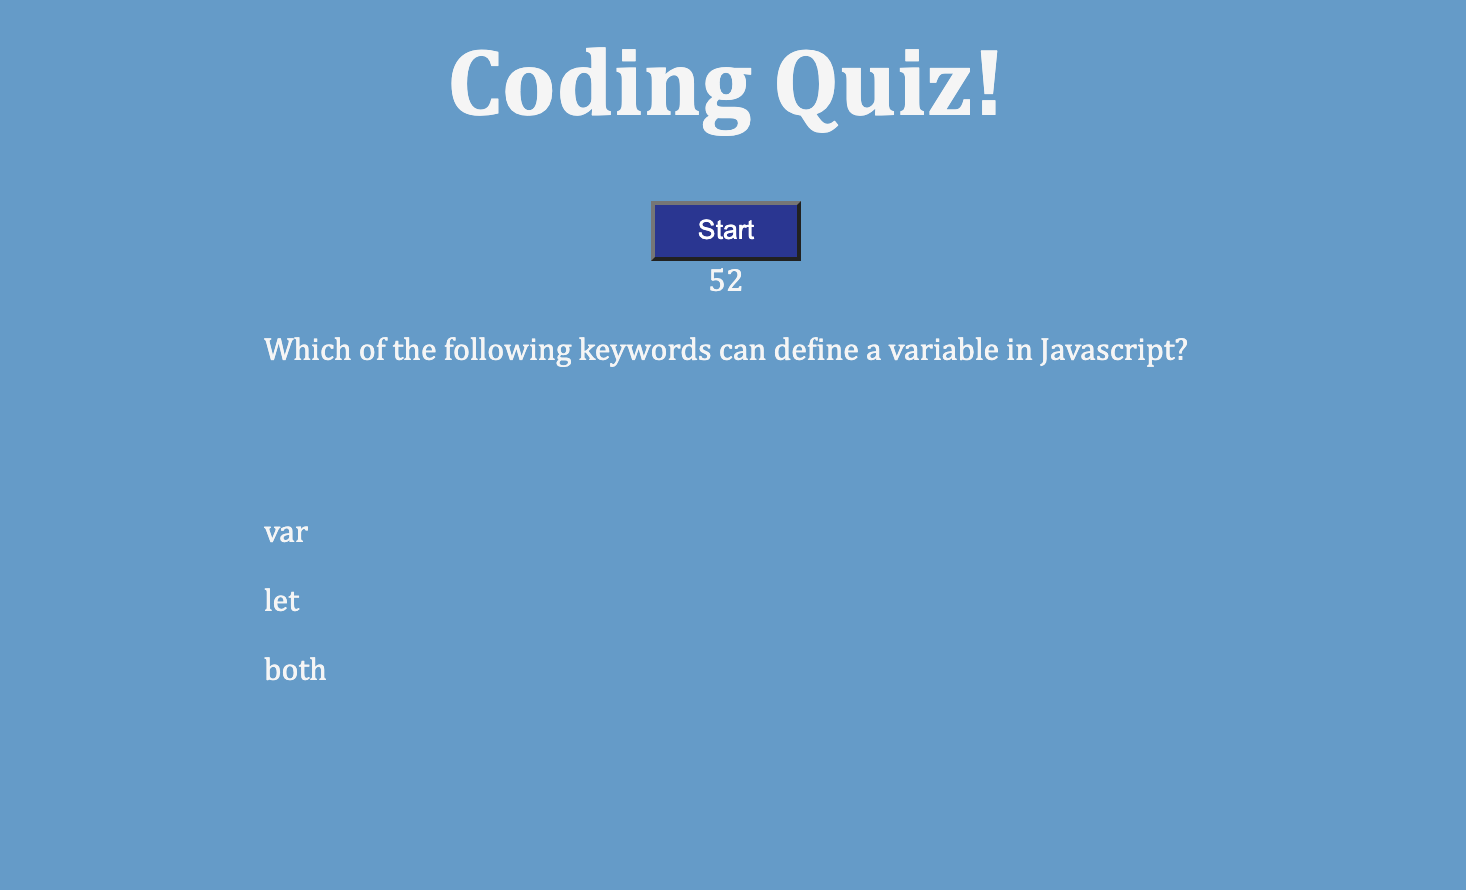 Coding Quiz!
Start
52
Which of the following keywords can define a variable in Javascript?
var
let
both